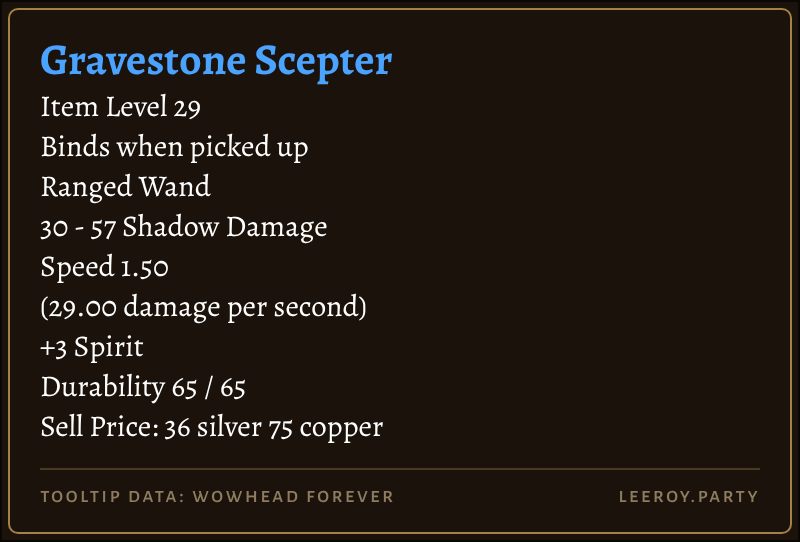 Gravestone Scepter
Item Level 29
Binds when picked up
Ranged Wand
30 - 57 Shadow Damage
Speed 1.50
(29.00 damage per second)
+3 Spirit
Durability 65 / 65
Sell Price: 36 silver 75 copper
TOOLTIP DATA: WOWHEAD FOREVER
LEEROY.PARTY